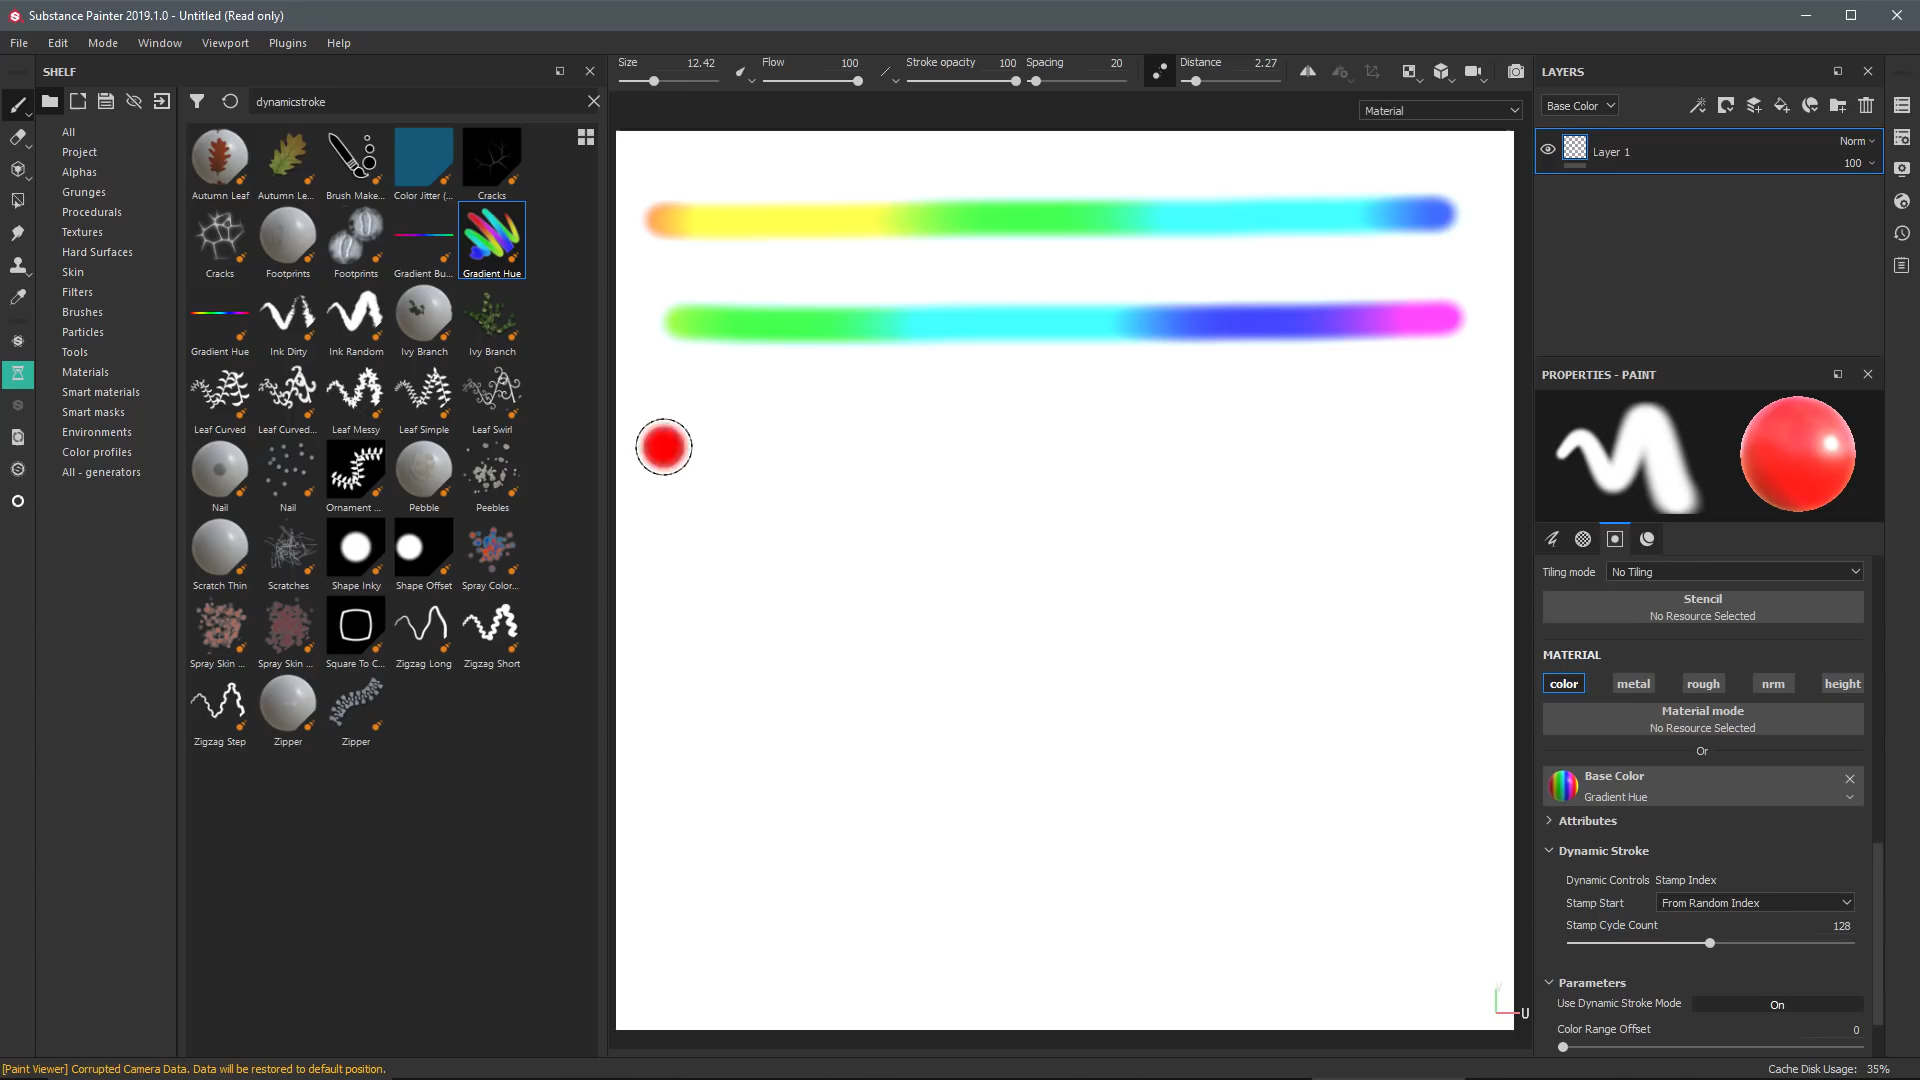 Substance Painter 2019.1.0 - Untitled (Read only)
File Edit Mode Window Viewport Plugins Help
SHELF
dynamicstroke
All
Project
Alphas
Grunges
Procedurals
Textures
Hard Surfaces
Skin
Filters
Brushes
Particles
Tools
Materials
Smart materials
Smart masks
Environments
Color profiles
All - generators
Autumn Leaf Autumn Le... Brush Make... Color Jitter (... Cracks
Cracks Footprints Footprints Gradient Bu... Gradient Hue
Gradient Hue Ink Dirty Ink Random Ivy Branch Ivy Branch
Leaf Curved Leaf Curved... Leaf Messy Leaf Simple Leaf Swirl
Nail Nail Ornament ... Pebble Peebles
Scratch Thin Scratches Shape Inky Shape Offset Spray Color...
Spray Skin ... Spray Skin ... Square To C... Zigzag Long Zigzag Short
Zigzag Step Zipper Zipper
Size 12.42 Flow 100 Stroke opacity 100 Spacing 20 Distance 2.27
Material
U
LAYERS
Base Color
Layer 1 Norm
100
PROPERTIES - PAINT
Tiling mode No Tiling
Stencil
No Resource Selected
MATERIAL
color metal rough nrm height
Material mode
No Resource Selected
Or
Base Color
Gradient Hue
Attributes
Dynamic Stroke
Dynamic Controls Stamp Index
Stamp Start From Random Index
Stamp Cycle Count 128
Parameters
Use Dynamic Stroke Mode On
Color Range Offset 0
[Paint Viewer] Corrupted Camera Data. Data will be restored to default position.
Cache Disk Usage: 35%